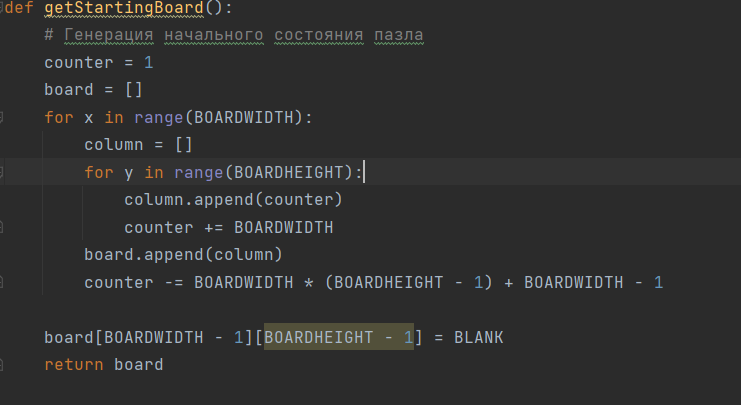 def getStartingBoard():
    # Генерация начального состояния пазла
    counter = 1
    board = []
    for x in range(BOARDWIDTH):
        column = []
        for y in range(BOARDHEIGHT):
            column.append(counter)
            counter += BOARDWIDTH
        board.append(column)
        counter -= BOARDWIDTH * (BOARDHEIGHT - 1) + BOARDWIDTH - 1

    board[BOARDWIDTH - 1][BOARDHEIGHT - 1] = BLANK
    return board